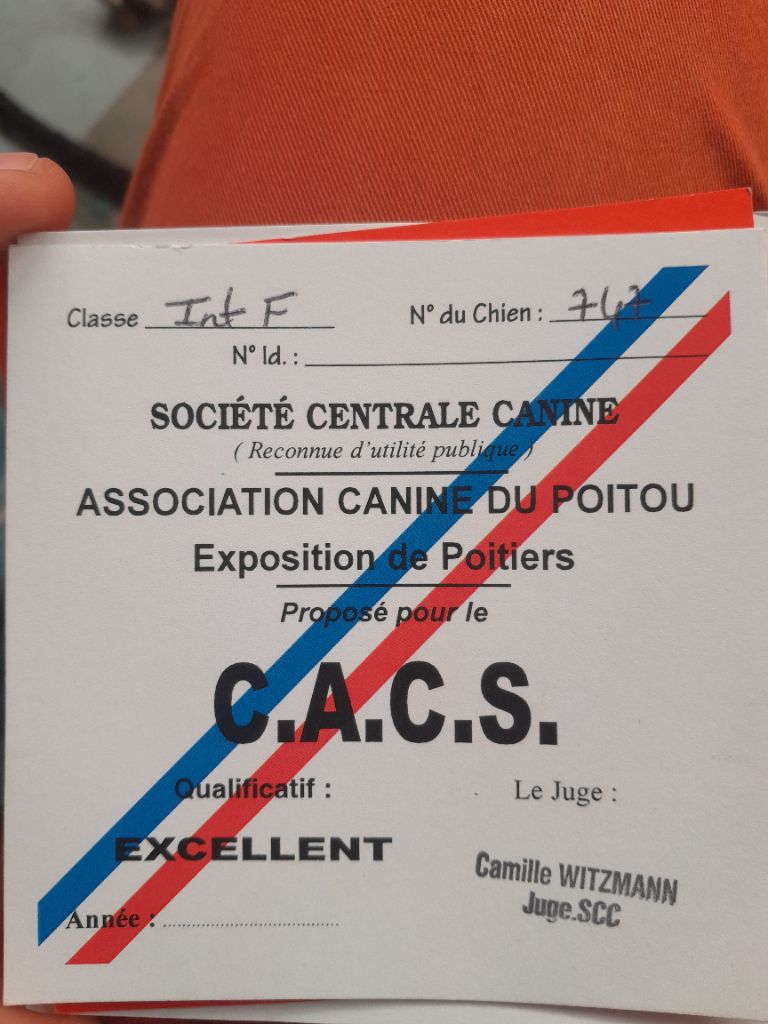 Classe Int F N° du Chien : 747
N° Id. :
SOCIÉTÉ CENTRALE CANINE
( Reconnue d'utilité publique )
ASSOCIATION CANINE DU POITOU
Exposition de Poitiers
Proposé pour le
C.A.C.S.
Qualificatif : Le Juge :
EXCELLENT
Camille WITZMANN
Juge.SCC
Année :